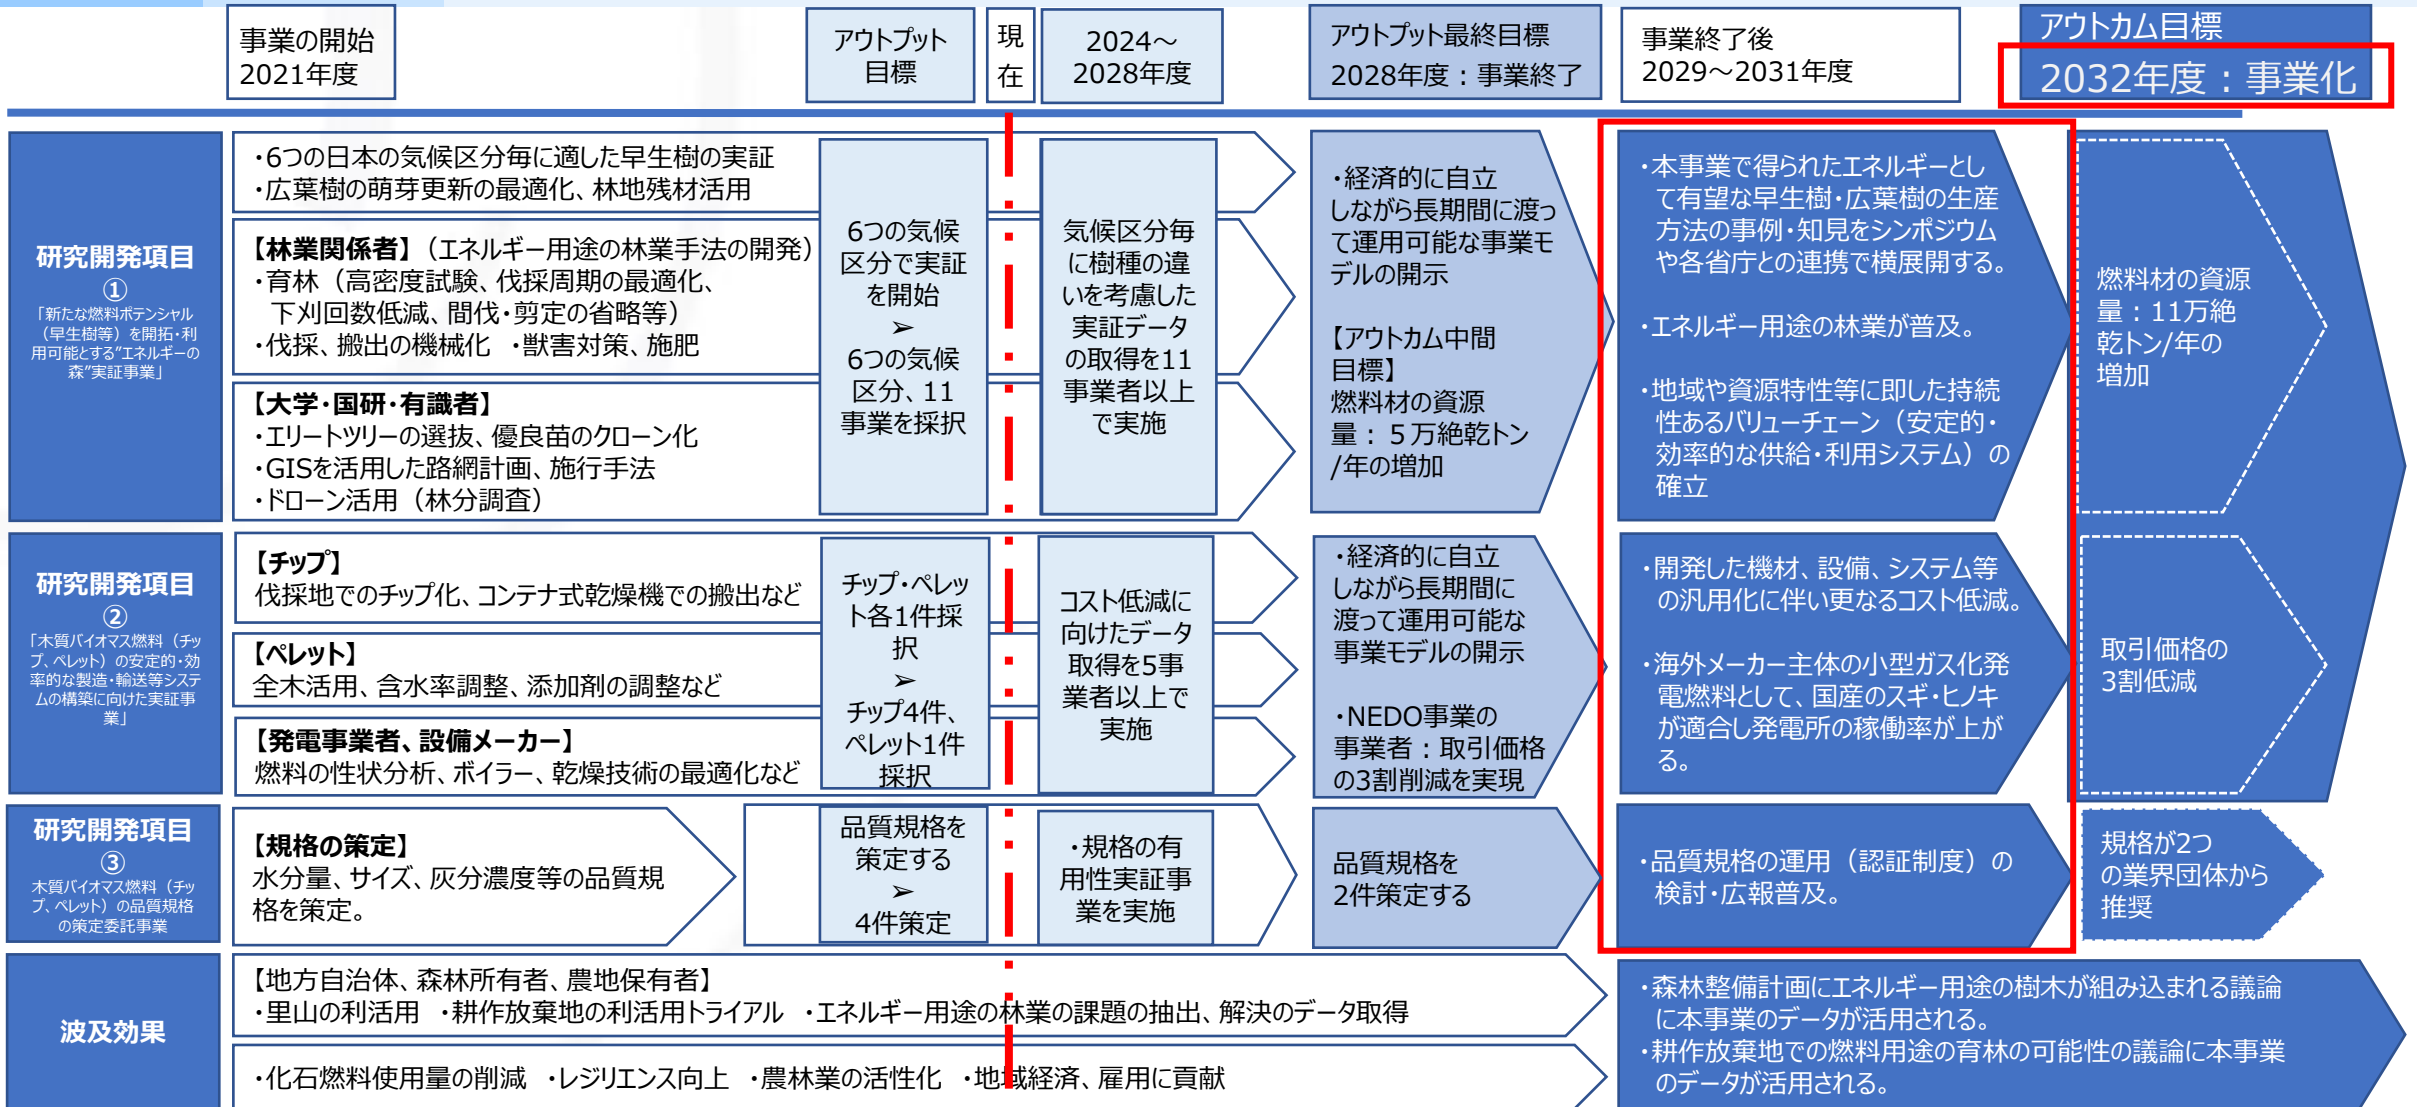 事業の開始
2021年度
アウトプット
目標
現
在
2024～
2028年度
アウトプット最終目標
2028年度：事業終了
事業終了後
2029～2031年度
アウトカム目標
2032年度：事業化
研究開発項目
①
「新たな燃料ポテンシャル
（早生樹等）を開拓・利
用可能とする"エネルギーの
森"実証事業」
・6つの日本の気候区分毎に適した早生樹の実証
・広葉樹の萌芽更新の最適化、林地残材活用
【林業関係者】（エネルギー用途の林業手法の開発）
・育林（高密度試験、伐採周期の最適化、
下刈回数低減、間伐・剪定の省略等）
・伐採、搬出の機械化　・獣害対策、施肥
【大学・国研・有識者】
・エリートツリーの選抜、優良苗のクローン化
・GISを活用した路網計画、施行手法
・ドローン活用（林分調査）
6つの気候
区分で実証
を開始
➢
6つの気候
区分、11
事業を採択
気候区分毎
に樹種の違
いを考慮した
実証データ
の取得を11
事業者以上
で実施
・経済的に自立
しながら長期間に渡っ
て運用可能な事業モ
デルの開示
【アウトカム中間
目標】
燃料材の資源
量：５万絶乾トン
/年の増加
・本事業で得られたエネルギーとし
て有望な早生樹・広葉樹の生産
方法の事例・知見をシンポジウム
や各省庁との連携で横展開する。
・エネルギー用途の林業が普及。
・地域や資源特性等に即した持続
性あるバリューチェーン（安定的・
効率的な供給・利用システム）の
確立
燃料材の資源
量：11万絶
乾トン/年の
増加
研究開発項目
②
「木質バイオマス燃料（チッ
プ、ペレット）の安定的・効
率的な製造・輸送等システ
ムの構築に向けた実証事
業」
【チップ】
伐採地でのチップ化、コンテナ式乾燥機での搬出など
【ペレット】
全木活用、含水率調整、添加剤の調整など
【発電事業者、設備メーカー】
燃料の性状分析、ボイラー、乾燥技術の最適化など
チップ・ペレッ
ト各1件採
択
➢
チップ4件、
ペレット1件
採択
コスト低減に
向けたデータ
取得を5事
業者以上で
実施
・経済的に自立
しながら長期間に
渡って運用可能な
事業モデルの開示
・NEDO事業の
事業者：取引価格
の3割削減を実現
・開発した機材、設備、システム等
の汎用化に伴い更なるコスト低減。
・海外メーカー主体の小型ガス化発
電燃料として、国産のスギ・ヒノキ
が適合し発電所の稼働率が上が
る。
取引価格の
3割低減
研究開発項目
③
木質バイオマス燃料（チッ
プ、ペレット）の品質規格
の策定委託事業
【規格の策定】
水分量、サイズ、灰分濃度等の品質規
格を策定。
品質規格を
策定する
➢
4件策定
・規格の有
用性実証事
業を実施
品質規格を
2件策定する
・品質規格の運用（認証制度）の
検討・広報普及。
規格が2つ
の業界団体から
推奨
波及効果
【地方自治体、森林所有者、農地保有者】
・里山の利活用　・耕作放棄地の利活用トライアル　・エネルギー用途の林業の課題の抽出、解決のデータ取得
・化石燃料使用量の削減　・レジリエンス向上　・農林業の活性化　・地域経済、雇用に貢献
・森林整備計画にエネルギー用途の樹木が組み込まれる議論
に本事業のデータが活用される。
・耕作放棄地での燃料用途の育林の可能性の議論に本事業
のデータが活用される。